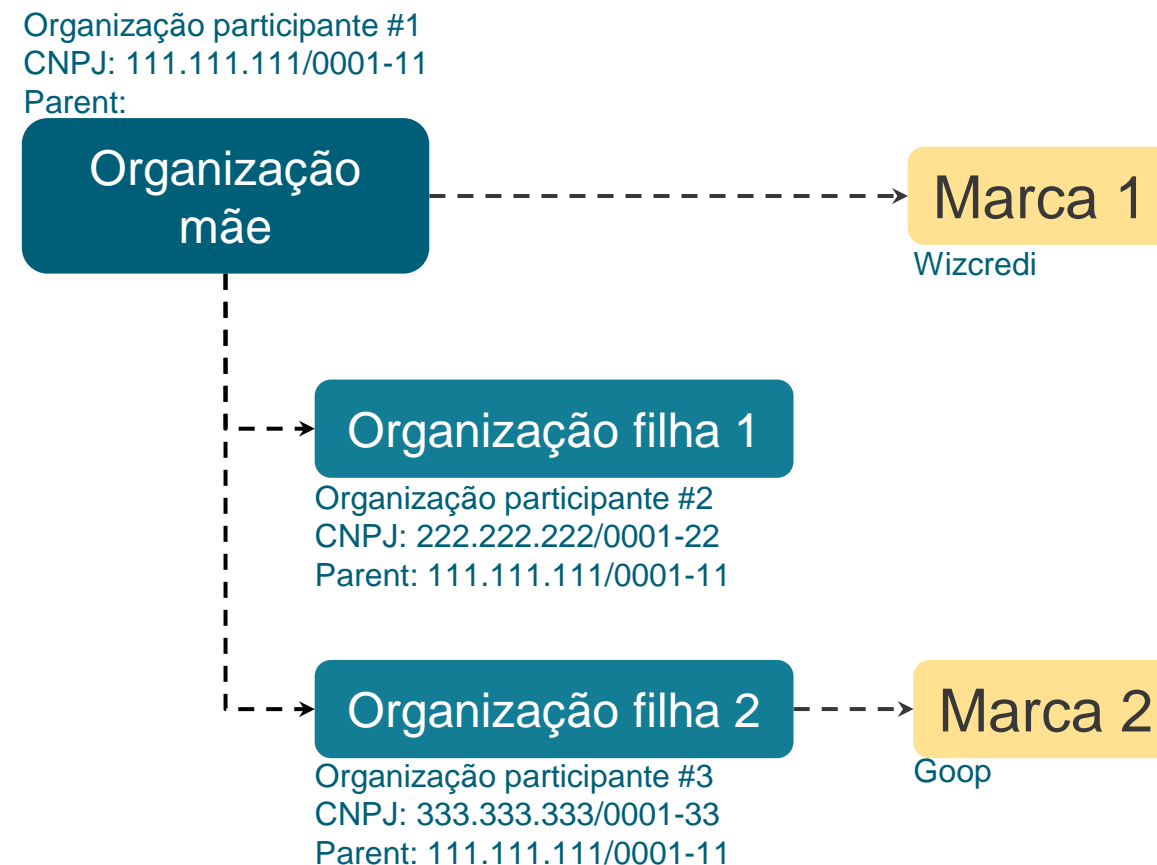 Organização participante #1
CNPJ: 111.111.111/0001-11
Parent:
Organização
mãe
Marca 1
Wizcredi
Organização filha 1
Organização participante #2
CNPJ: 222.222.222/0001-22
Parent: 111.111.111/0001-11
Organização filha 2
Marca 2
Organização participante #3
CNPJ: 333.333.333/0001-33
Parent: 111.111.111/0001-11
Goop